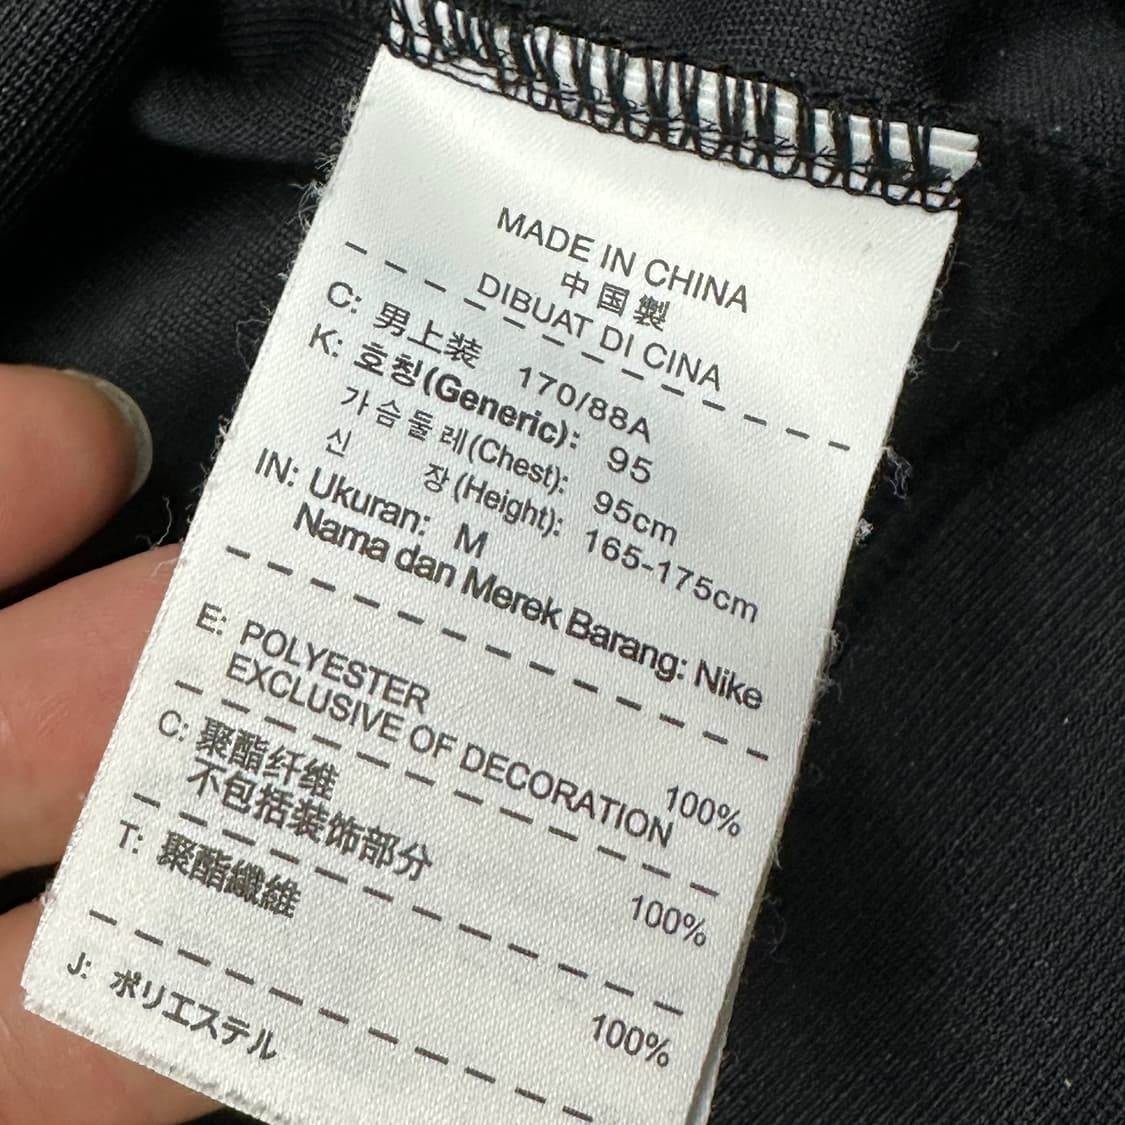 MADE IN CHINA
中国製
DIBUAT DI CINA
C: 男上装 170/88A
K: 호칭(Generic): 95
가슴둘레(Chest): 95cm
신 장 (Height): 165-175cm
IN: Ukuran: M
Nama dan Merek Barang: Nike
E: POLYESTER 100%
EXCLUSIVE OF DECORATION
C: 聚酯纤维 100%
不包括装饰部分
T: 聚酯纖維 100%
J: ポリエステル